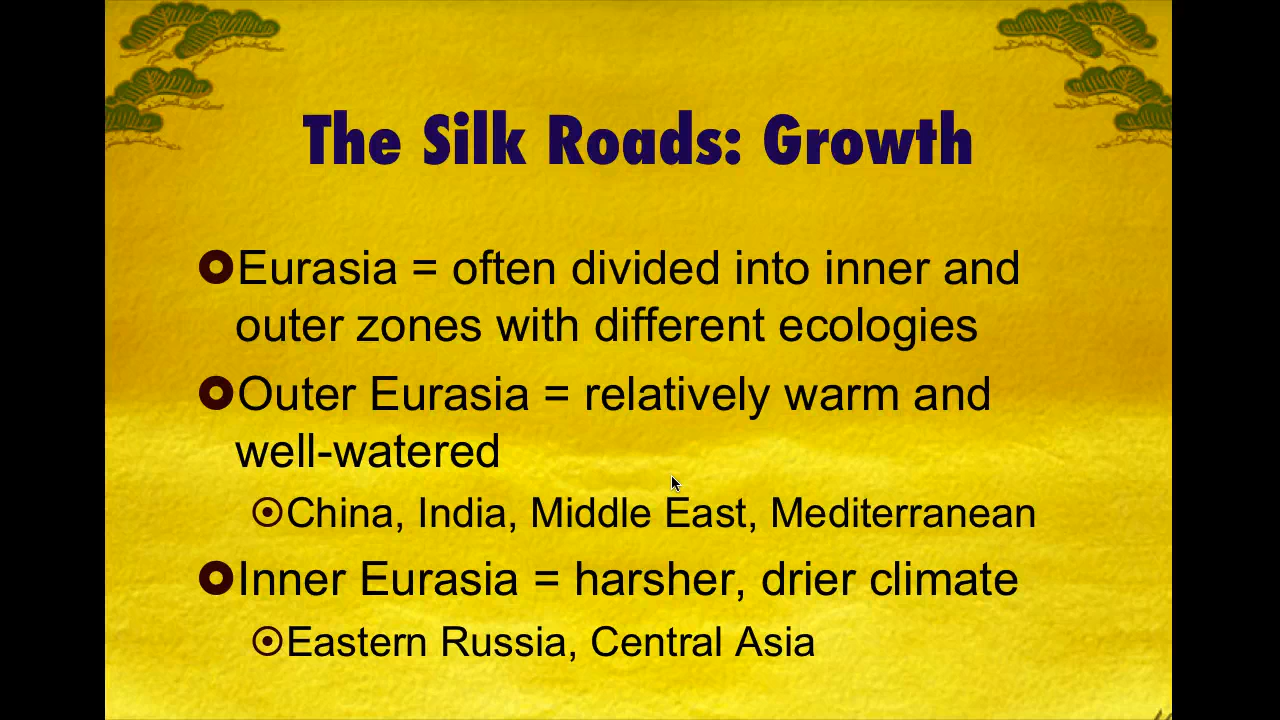 The Silk Roads: Growth
Eurasia = often divided into inner and
outer zones with different ecologies
Outer Eurasia = relatively warm and
well-watered
China, India, Middle East, Mediterranean
Inner Eurasia = harsher, drier climate
Eastern Russia, Central Asia